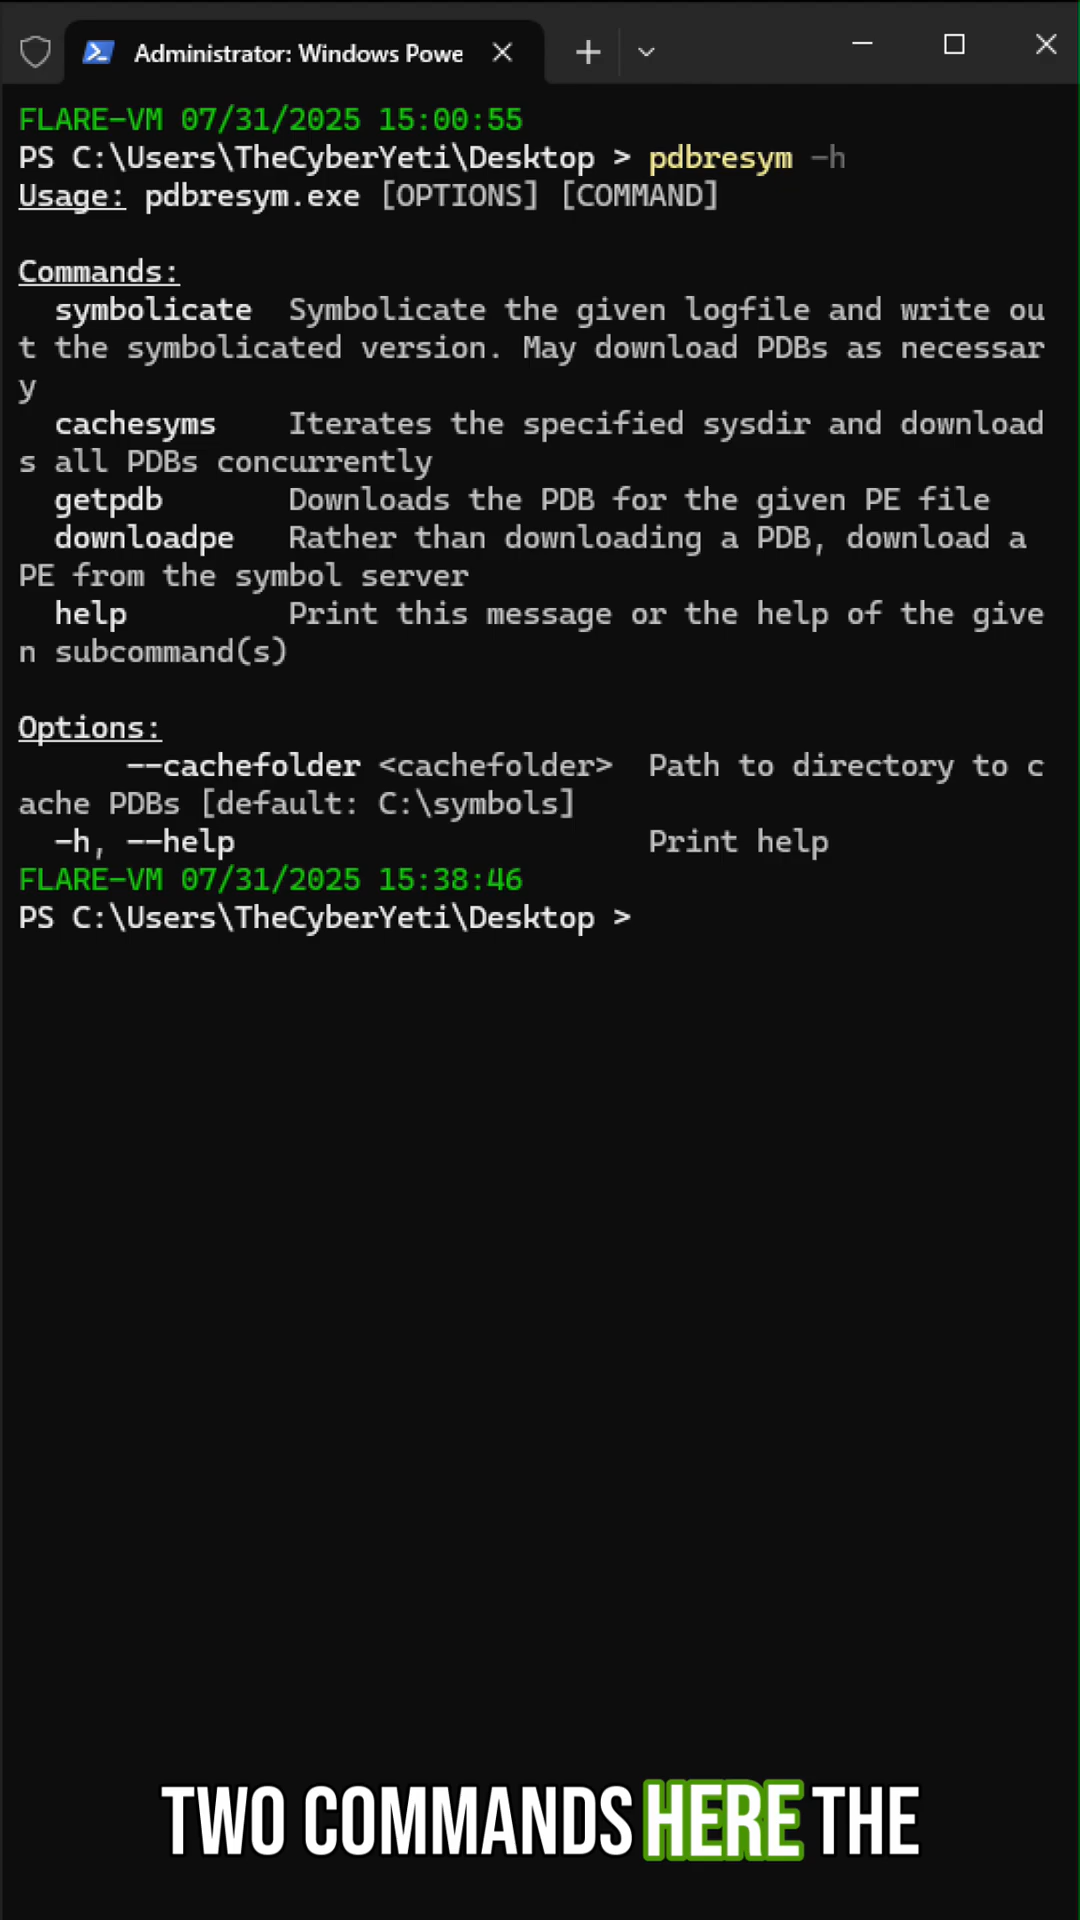 Administrator: Windows Powe
FLARE-VM 07/31/2025 15:00:55
PS C:\Users\TheCyberYeti\Desktop > pdbresym -h
Usage: pdbresym.exe [OPTIONS] [COMMAND]
Commands:
  symbolicate  Symbolicate the given logfile and write ou
t the symbolicated version. May download PDBs as necessar
y
  cachesyms    Iterates the specified sysdir and download
s all PDBs concurrently
  getpdb       Downloads the PDB for the given PE file
  downloadpe   Rather than downloading a PDB, download a
PE from the symbol server
  help         Print this message or the help of the give
n subcommand(s)
Options:
      --cachefolder <cachefolder>  Path to directory to c
ache PDBs [default: C:\symbols]
  -h, --help                       Print help
FLARE-VM 07/31/2025 15:38:46
PS C:\Users\TheCyberYeti\Desktop >
TWO COMMANDS HERE THE